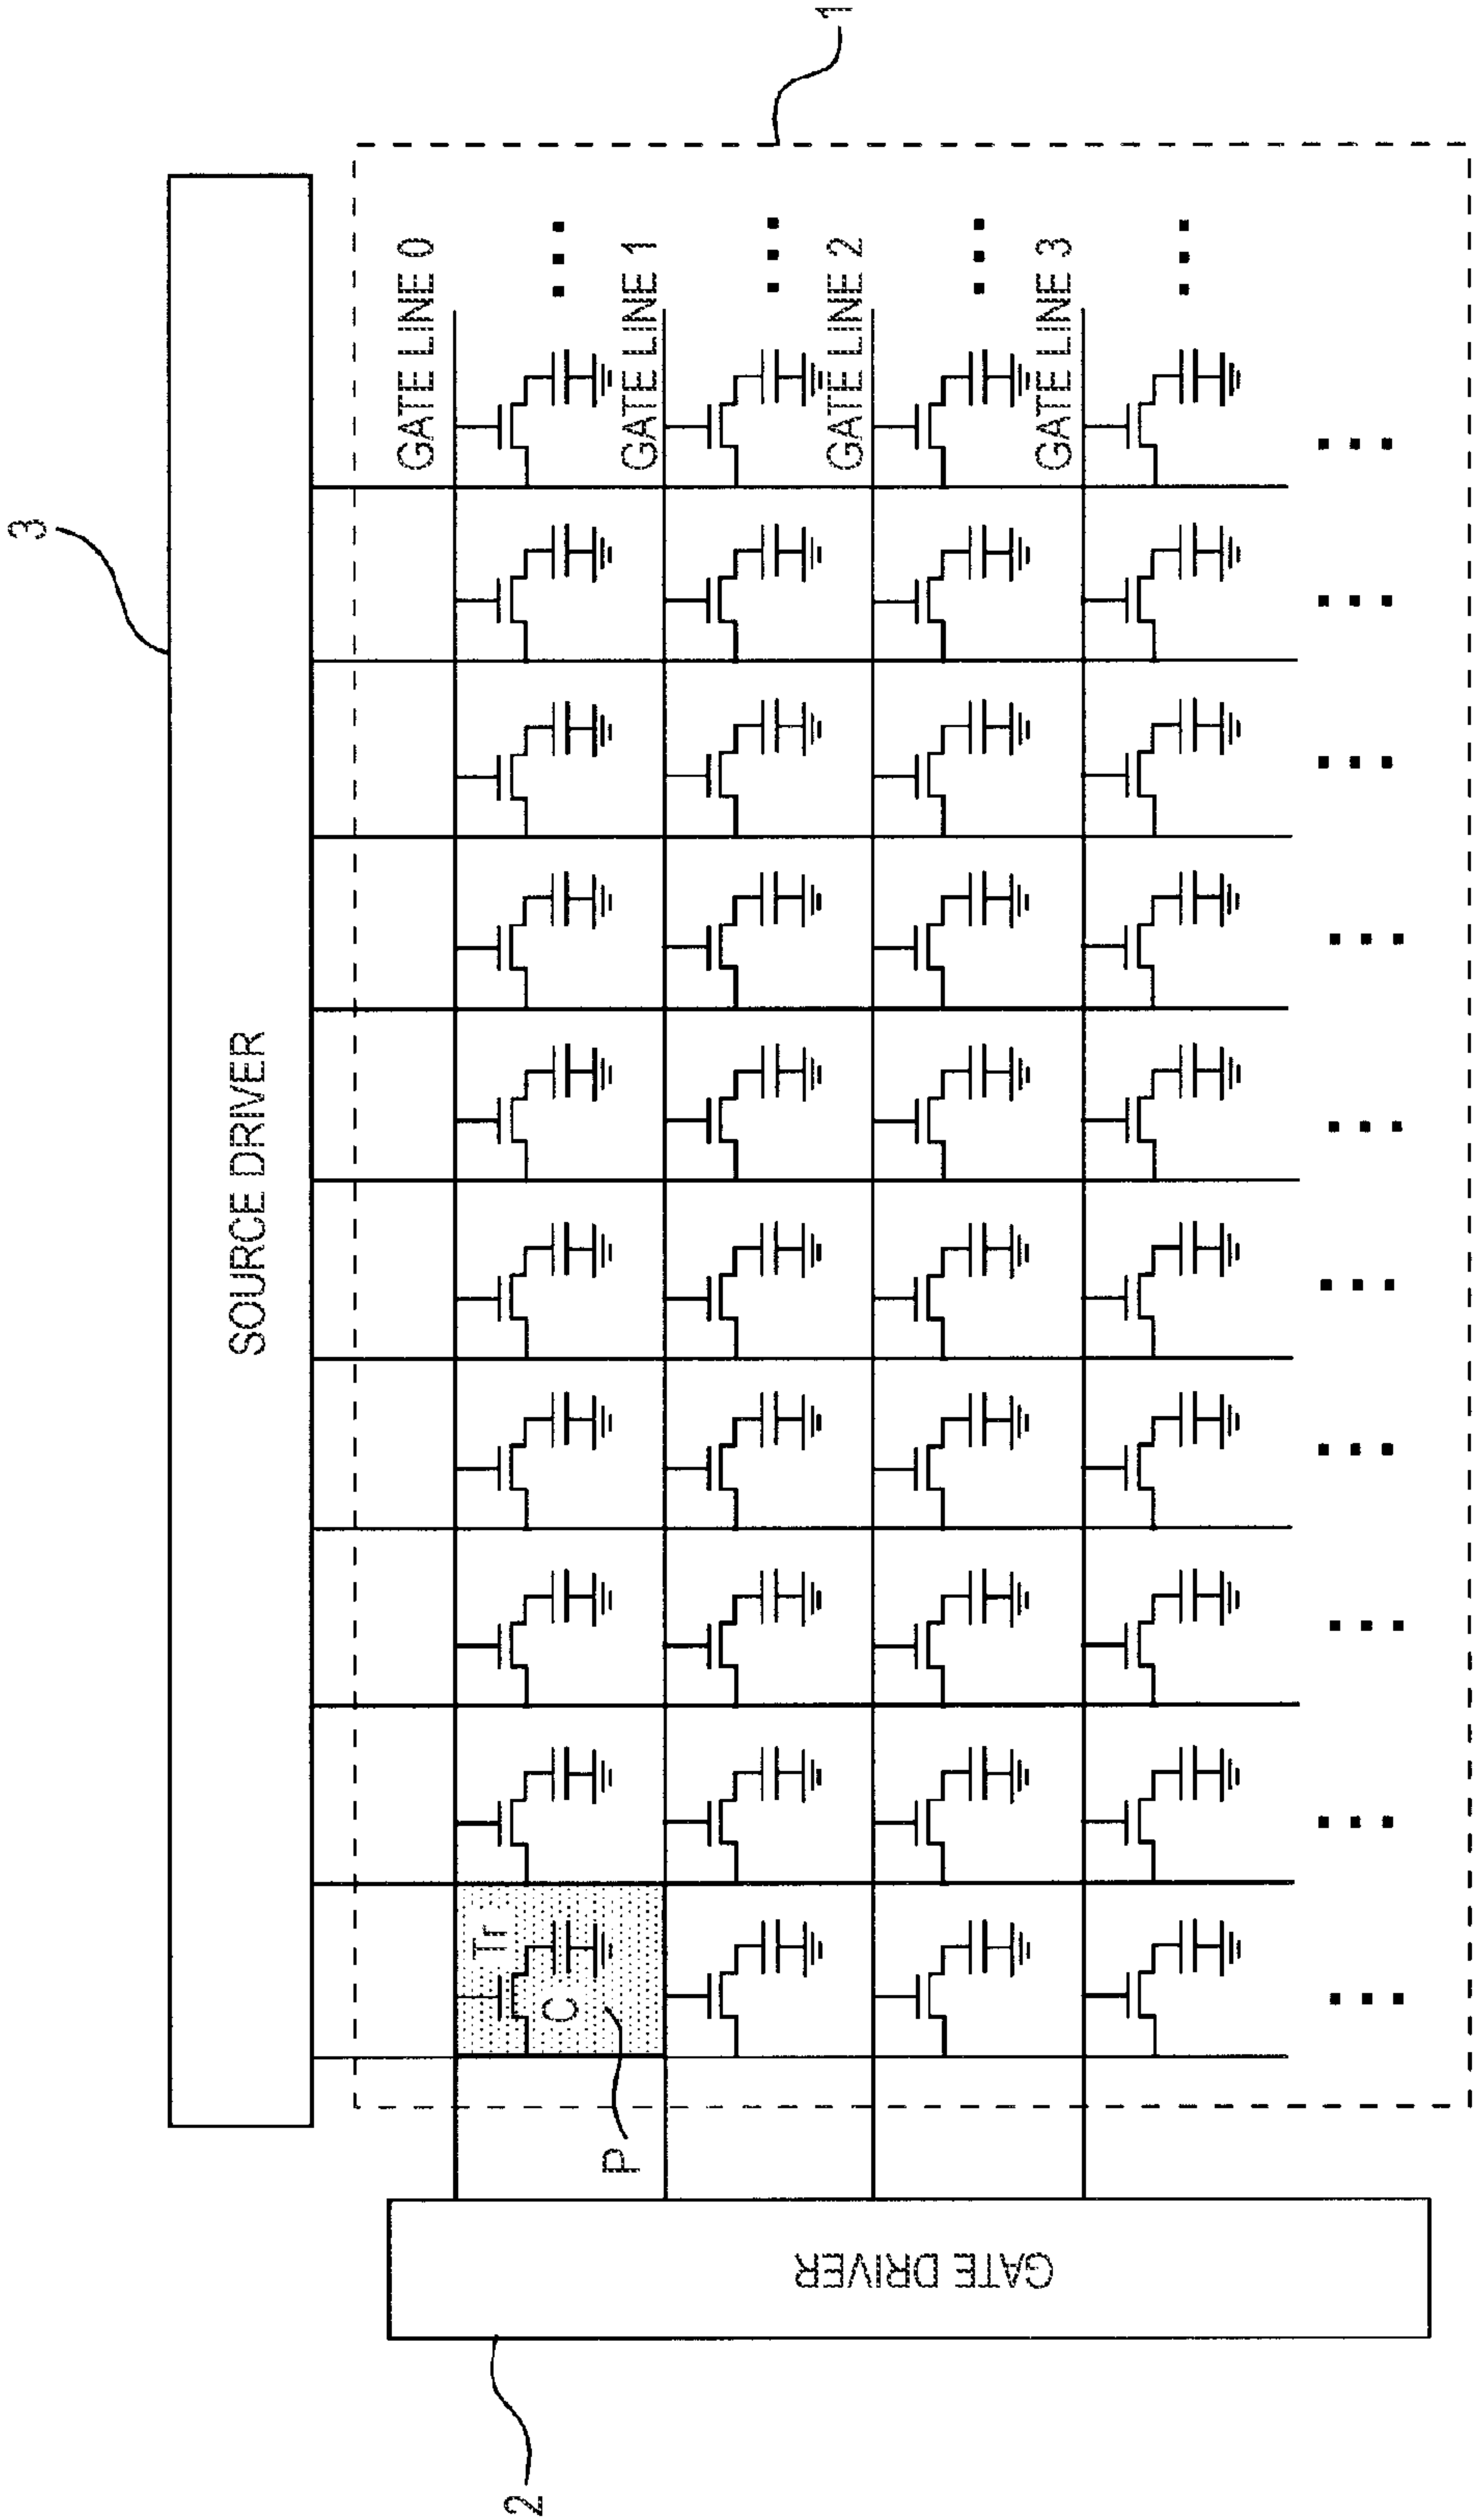 1
3
SOURCE DRIVER
GATE LINE 0
GATE LINE 1
GATE LINE 2
GATE LINE 3
Tr
C
P
GATE DRIVER
2